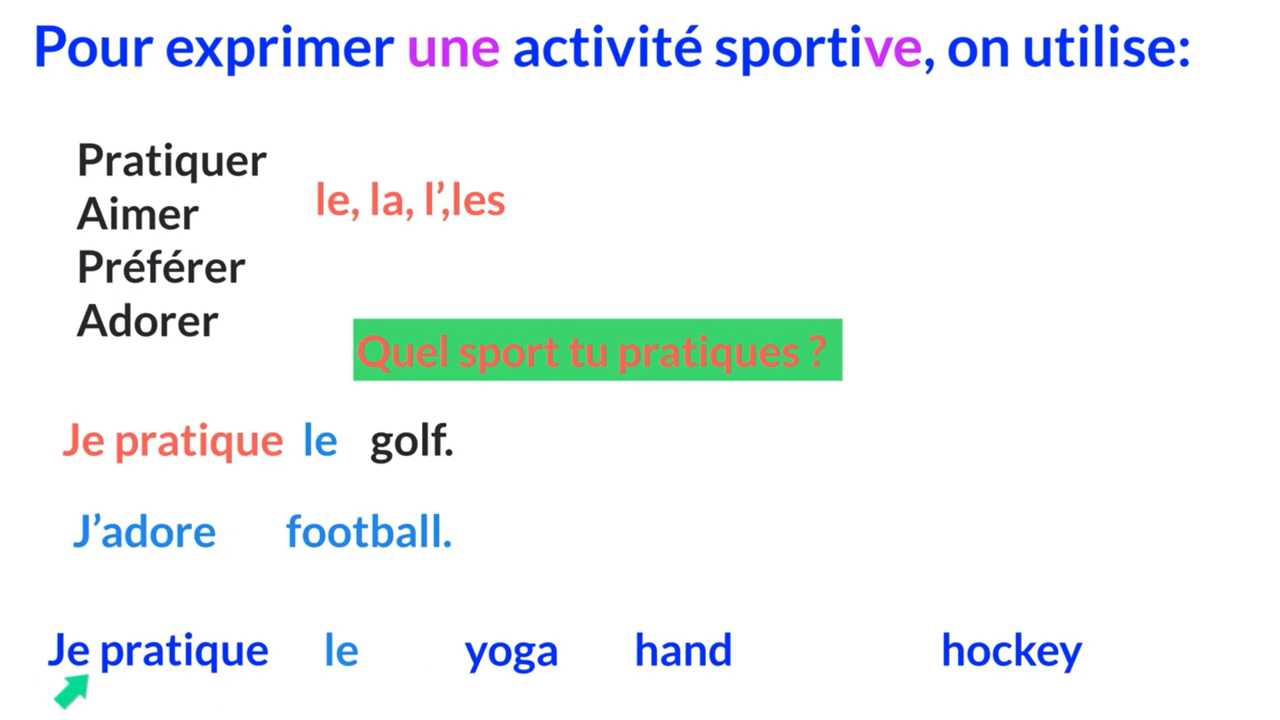 Pour exprimer une activité sportive, on utilise:
Pratiquer
le, la, l’,les
Aimer
Préférer
Adorer
Quel sport tu pratiques ?
Je pratique le golf.
J’adore football.
Je pratique le yoga hand hockey